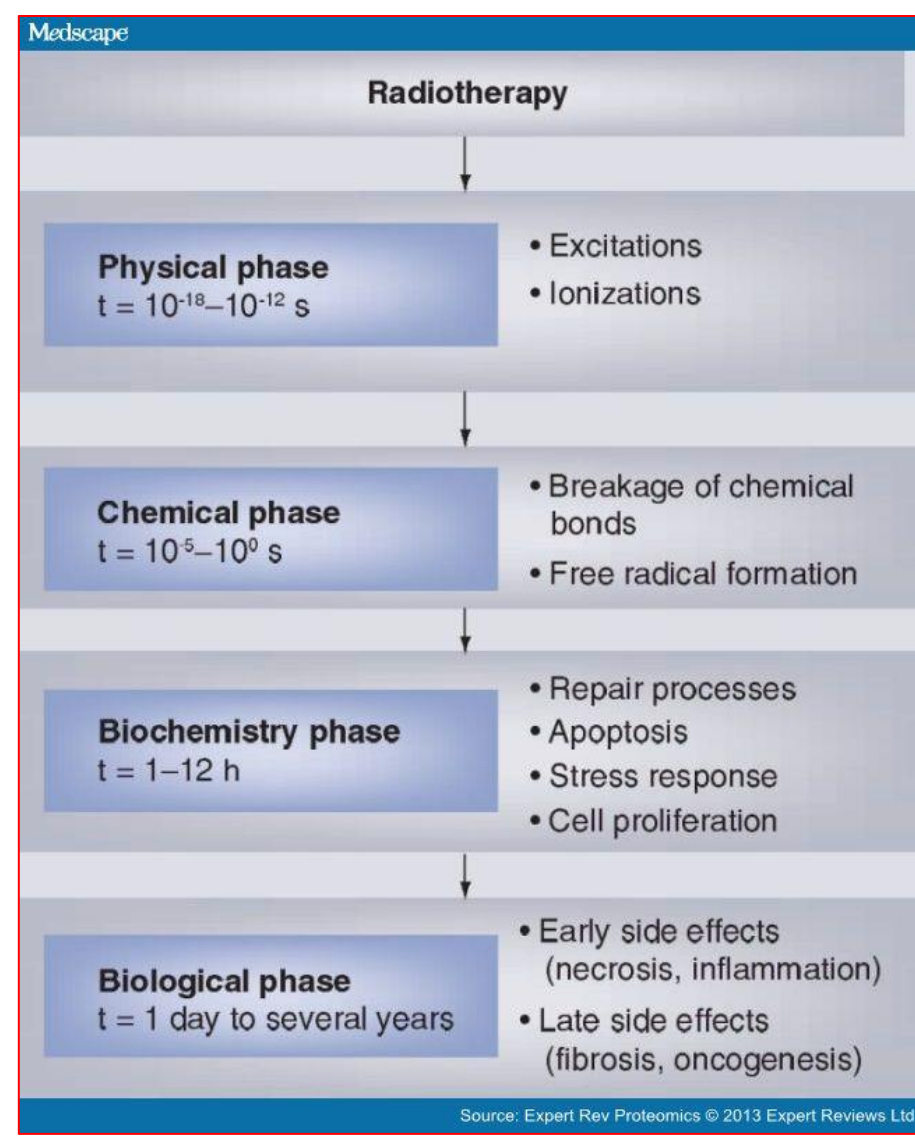 Medscape
Radiotherapy
Physical phase
t = 10⁻¹⁸–10⁻¹² s
• Excitations
• Ionizations
Chemical phase
t = 10⁻⁵–10⁰ s
• Breakage of chemical
bonds
• Free radical formation
Biochemistry phase
t = 1–12 h
• Repair processes
• Apoptosis
• Stress response
• Cell proliferation
Biological phase
t = 1 day to several years
• Early side effects
(necrosis, inflammation)
• Late side effects
(fibrosis, oncogenesis)
Source: Expert Rev Proteomics © 2013 Expert Reviews Ltd